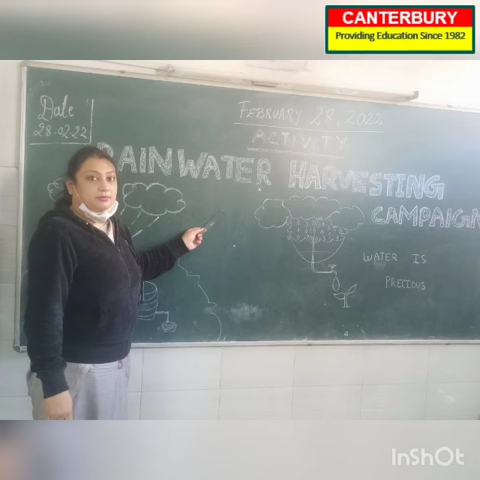 CANTERBURY
Providing Education Since 1982
Date
28.02.22
FEBRUARY 28, 2022
ACTIVITY
RAINWATER HARVESTING
CAMPAIGN
WATER IS
PRECIOUS
InShOt